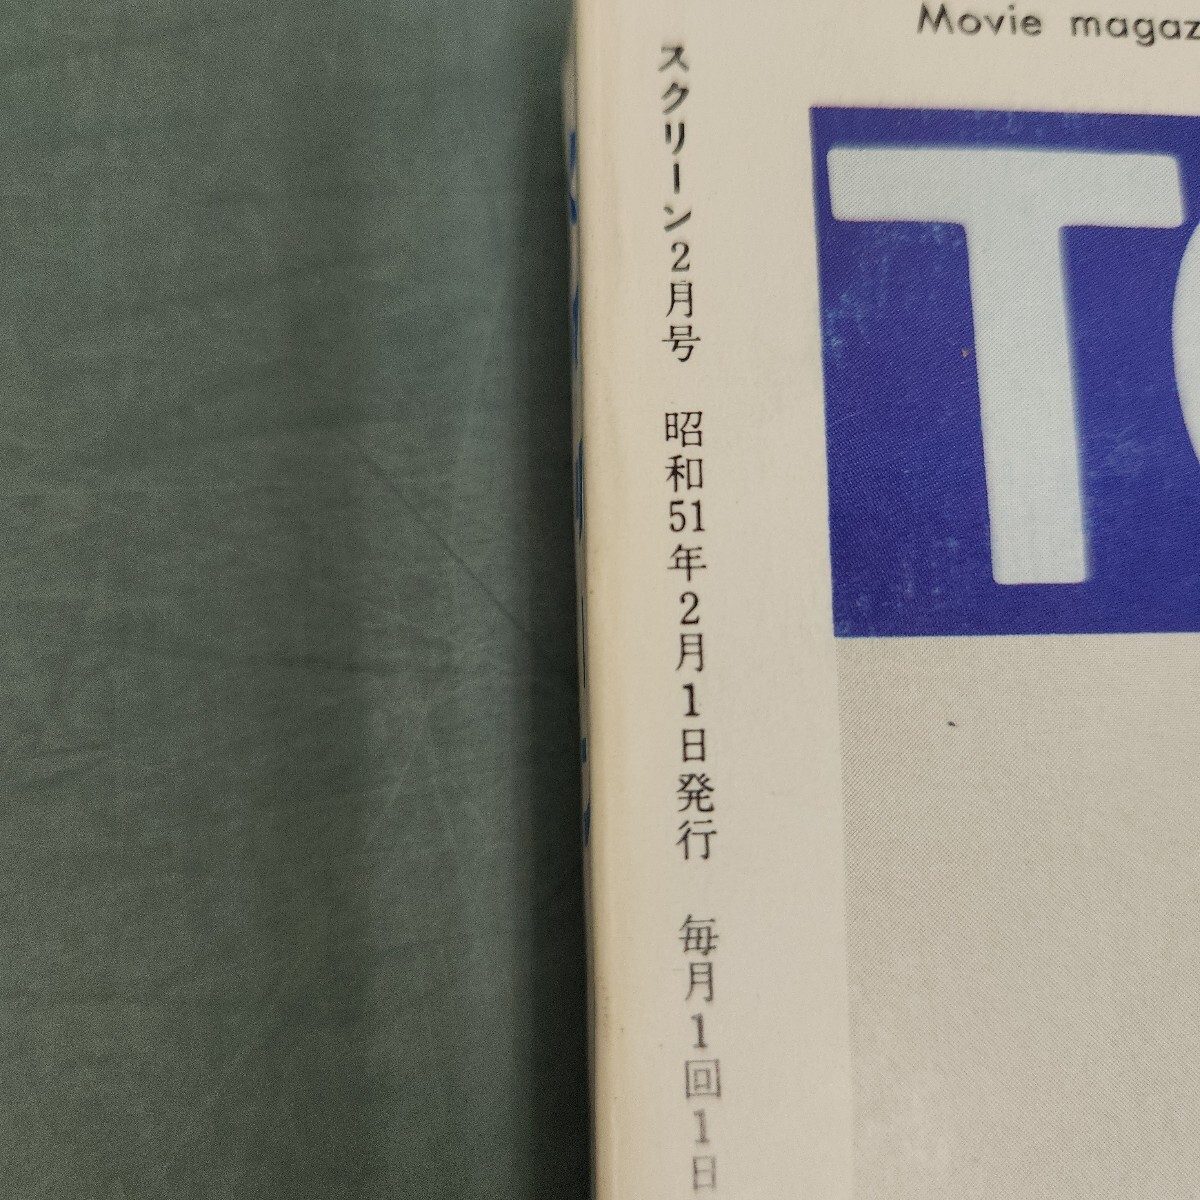 Movie magaz
スクリーン2月号 昭和51年2月1日発行 毎月1回1日
T